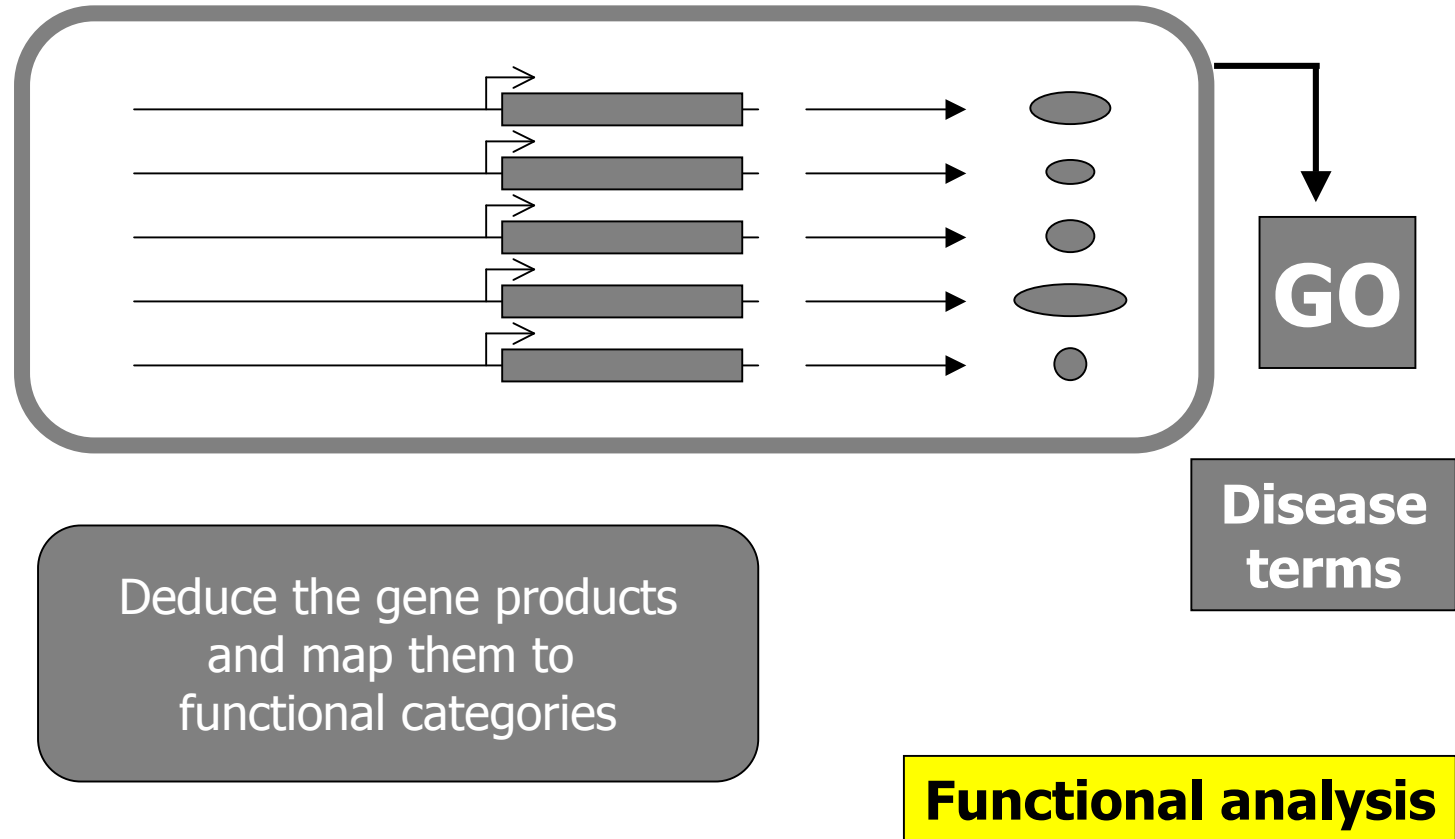 GO
Disease
terms
Deduce the gene products
and map them to
functional categories
Functional analysis